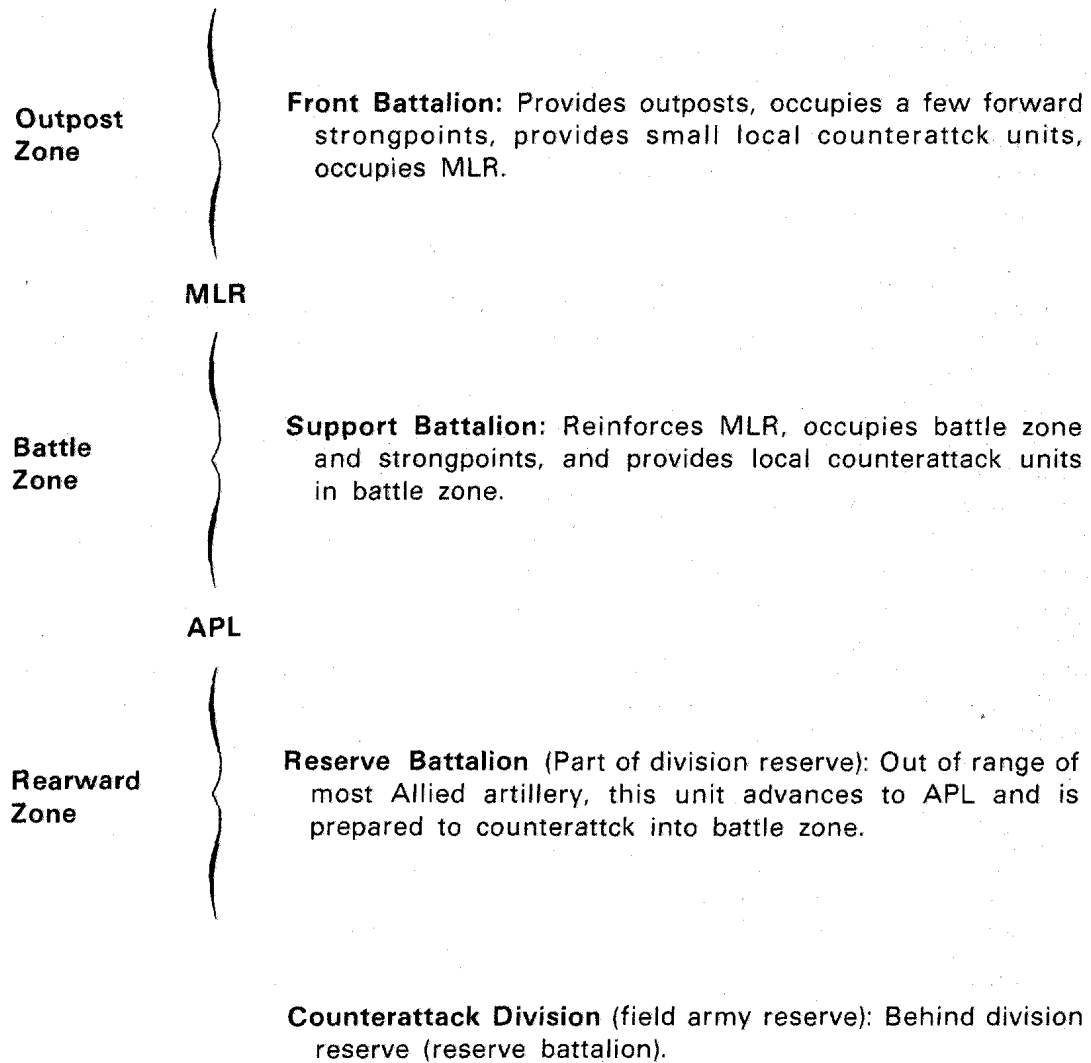 Outpost
Zone
Front Battalion: Provides outposts, occupies a few forward
strongpoints, provides small local counterattck units,
occupies MLR.
MLR
Battle
Zone
Support Battalion: Reinforces MLR, occupies battle zone
and strongpoints, and provides local counterattack units
in battle zone.
APL
Rearward
Zone
Reserve Battalion (Part of division reserve): Out of range of
most Allied artillery, this unit advances to APL and is
prepared to counterattck into battle zone.
Counterattack Division (field army reserve): Behind division
reserve (reserve battalion).